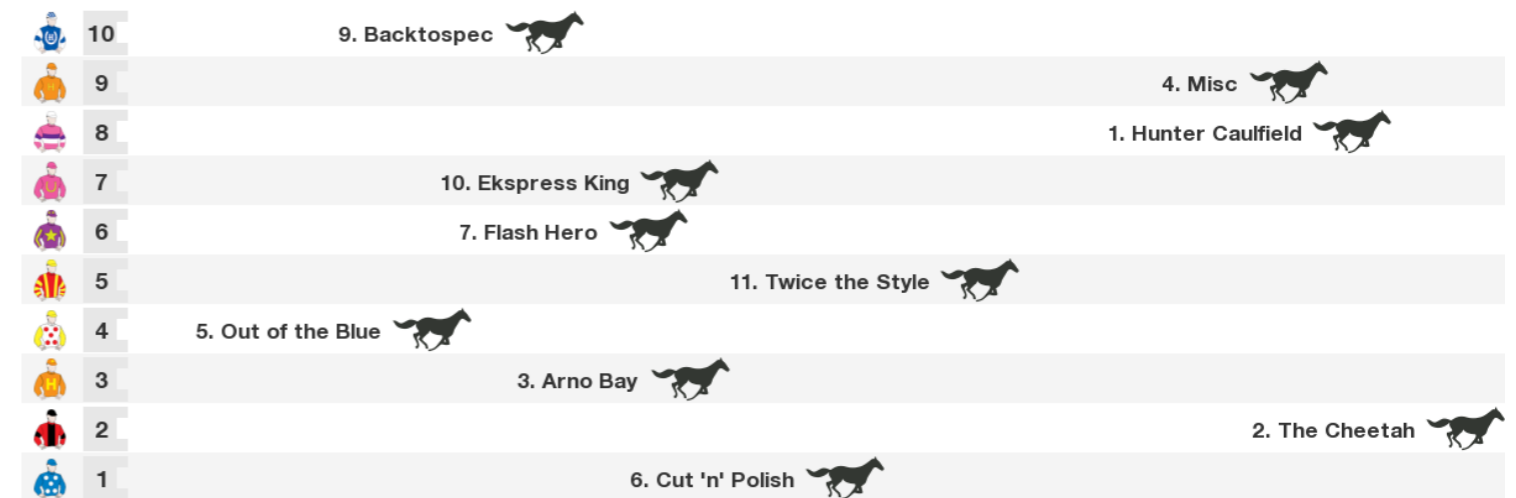 10 9. Backtospec
9 4. Misc
8 1. Hunter Caulfield
7 10. Ekspress King
6 7. Flash Hero
5 11. Twice the Style
4 5. Out of the Blue
3 3. Arno Bay
2 2. The Cheetah
1 6. Cut 'n' Polish